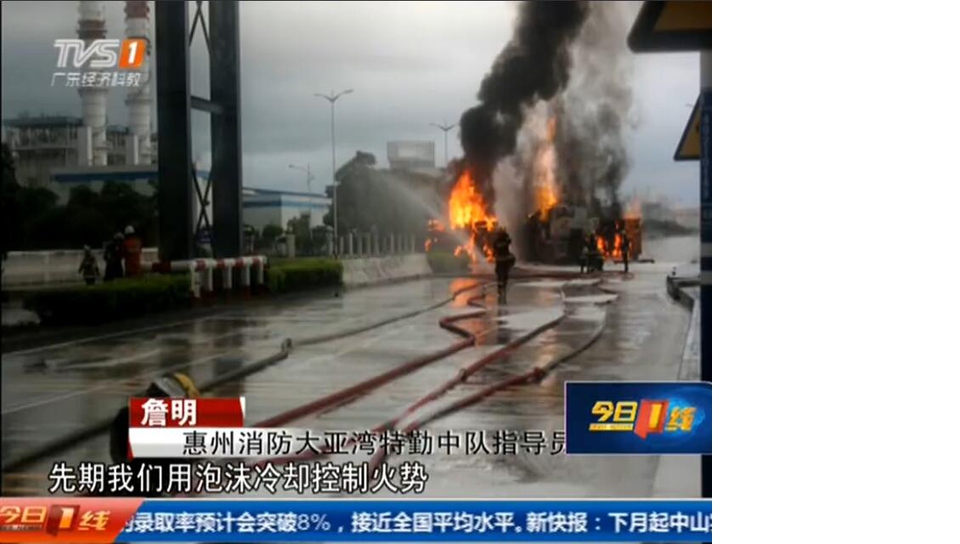 TVS1
广东经济科教
詹明
惠州消防大亚湾特勤中队指导员
今日1线
先期我们用泡沫冷却控制火势
今日1线
录取率预计会突破8%，接近全国平均水平。新快报：下月起中山